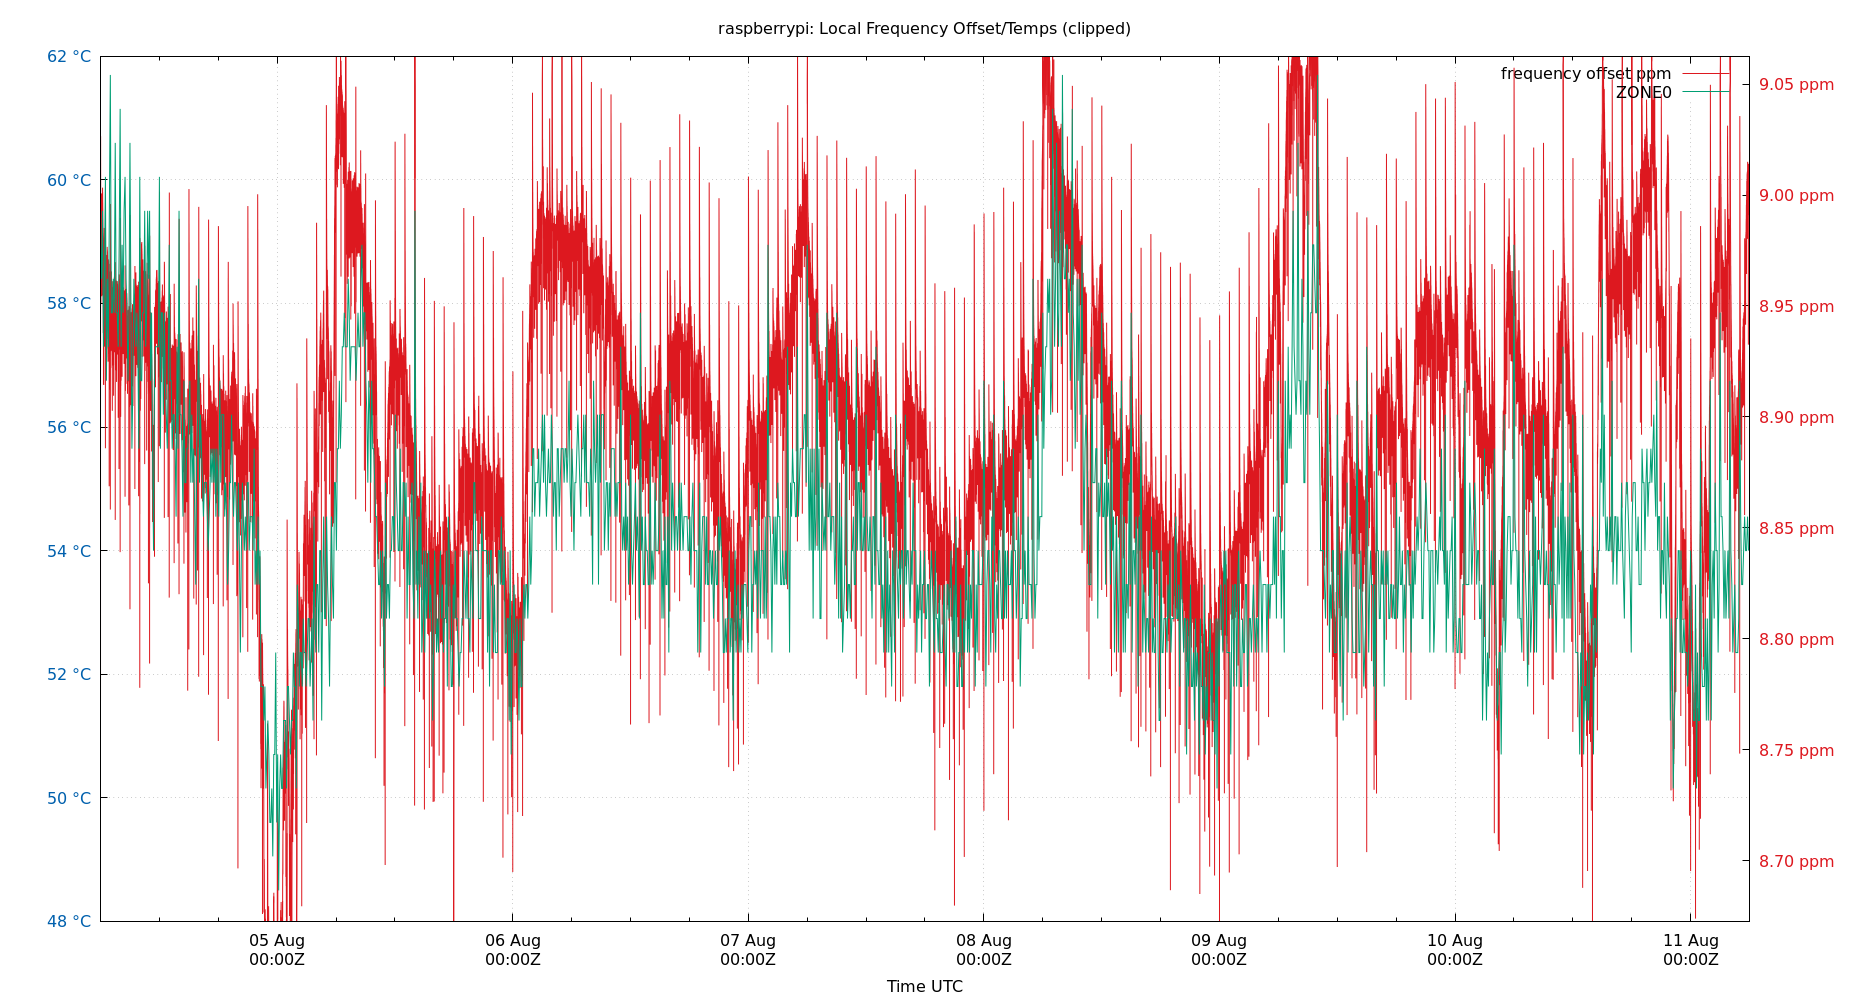 raspberrypi: Local Frequency Offset/Temps (clipped)
62 °C
60 °C
58 °C
56 °C
54 °C
52 °C
50 °C
48 °C
frequency offset ppm
ZONE0
9.05 ppm
9.00 ppm
8.95 ppm
8.90 ppm
8.85 ppm
8.80 ppm
8.75 ppm
8.70 ppm
05 Aug
00:00Z
06 Aug
00:00Z
07 Aug
00:00Z
08 Aug
00:00Z
09 Aug
00:00Z
10 Aug
00:00Z
11 Aug
00:00Z
Time UTC